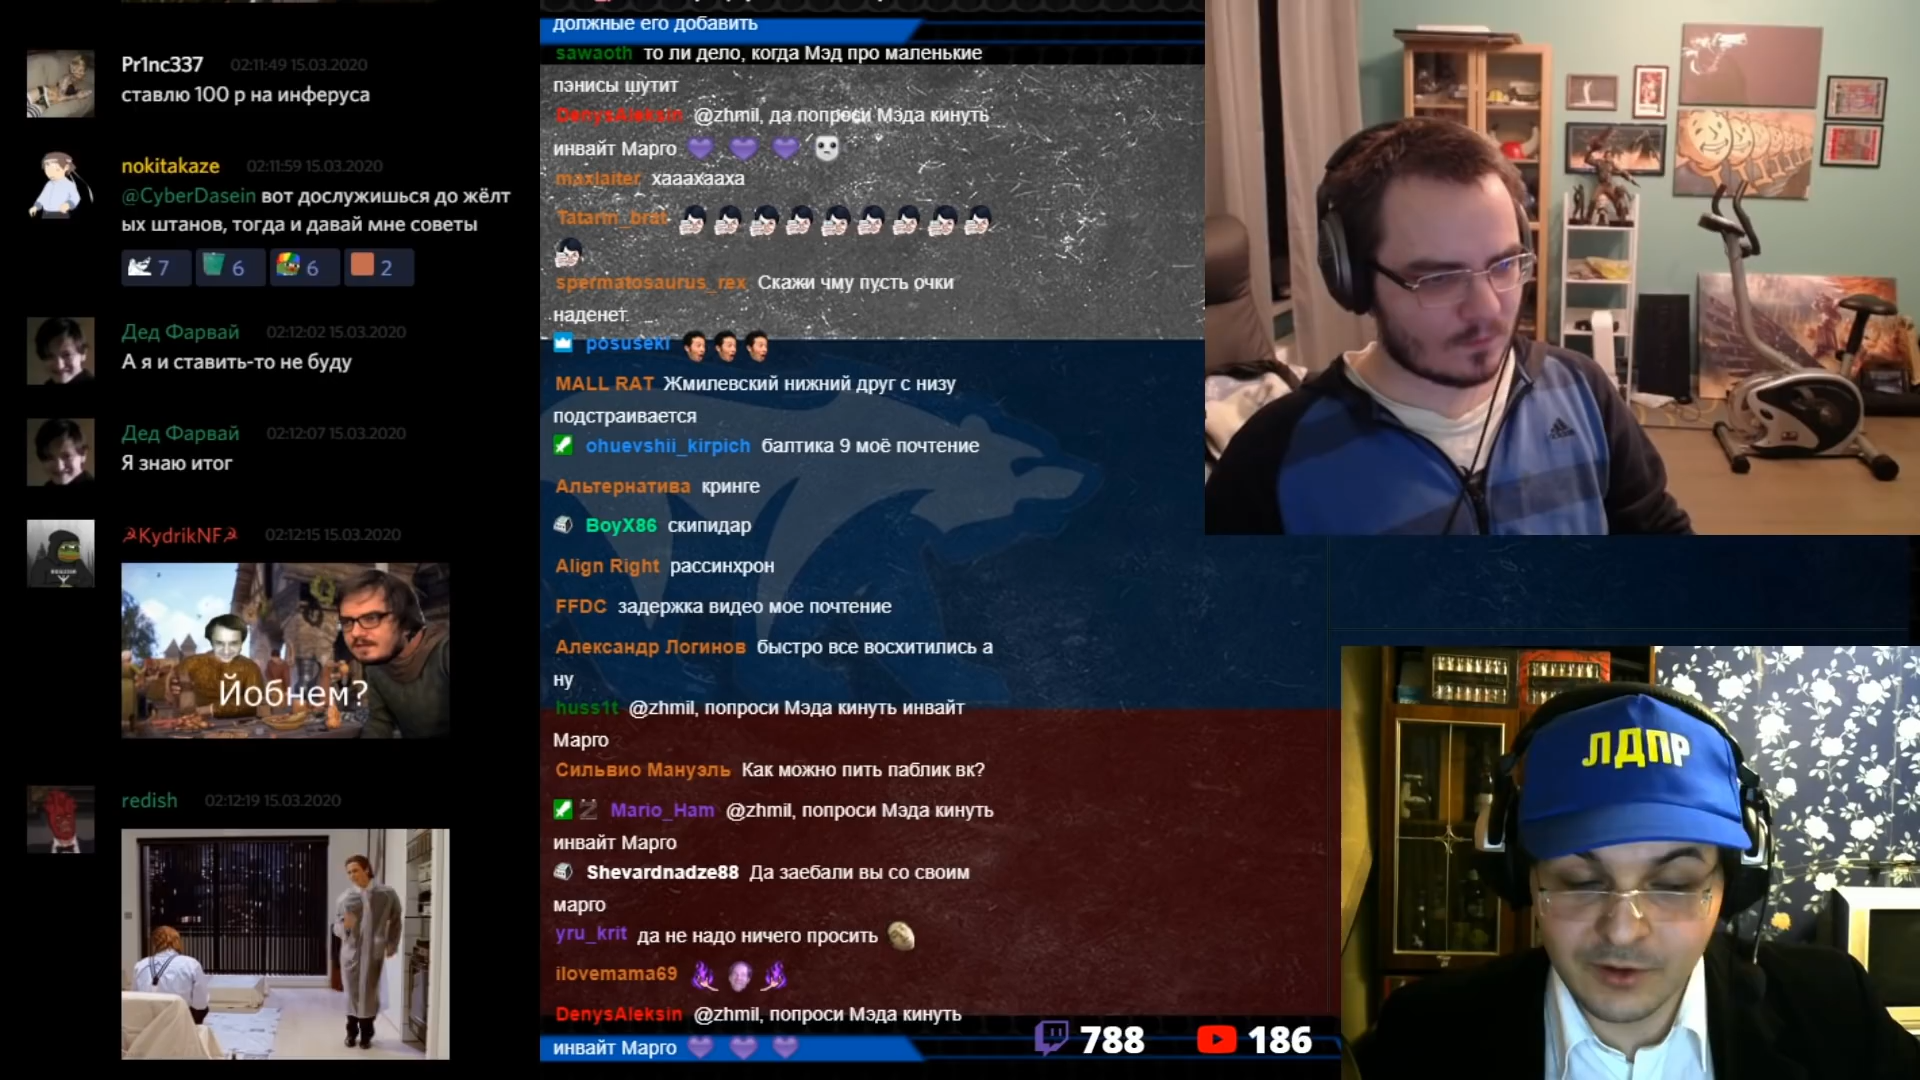 Pr1nc337 02:11:49 15.03.2020
ставлю 100 р на инферуса
nokitakaze 02:11:59 15.03.2020
@CyberDasein вот дослужишься до жёлт
ых штанов, тогда и давай мне советы
7 6 6 2
Дед Фарвай 02:12:02 15.03.2020
А я и ставить-то не буду
Дед Фарвай 02:12:07 15.03.2020
Я знаю итог
☭KydrikNF☭ 02:12:15 15.03.2020
Йобнем?
redish 02:12:19 15.03.2020
должные его добавить
sawaoth то ли дело, когда Мэд про маленькие
пэнисы шутит
DenysAleksin @zhmil, да попроси Мэда кинуть
инвайт Марго
maxlaiter хааахааха
Tatarin_brat
spermatosaurus_rex Скажи чму пусть очки
наденет.
posuseki
MALL RAT Жмилевский нижний друг с низу
подстраивается
ohuevshii_kirpich балтика 9 моё почтение
Альтернатива кринге
BoyX86 скипидар
Align Right рассинхрон
FFDC задержка видео мое почтение
Александр Логинов быстро все восхитились а
ну
huss1t @zhmil, попроси Мэда кинуть инвайт
Марго
Сильвио Мануэль Как можно пить паблик вк?
Mario_Ham @zhmil, попроси Мэда кинуть
инвайт Марго
Shevardnadze88 Да заебали вы со своим
марго
yru_krit да не надо ничего просить
ilovemama69
DenysAleksin @zhmil, попроси Мэда кинуть
инвайт Марго
788 186
ЛДПР